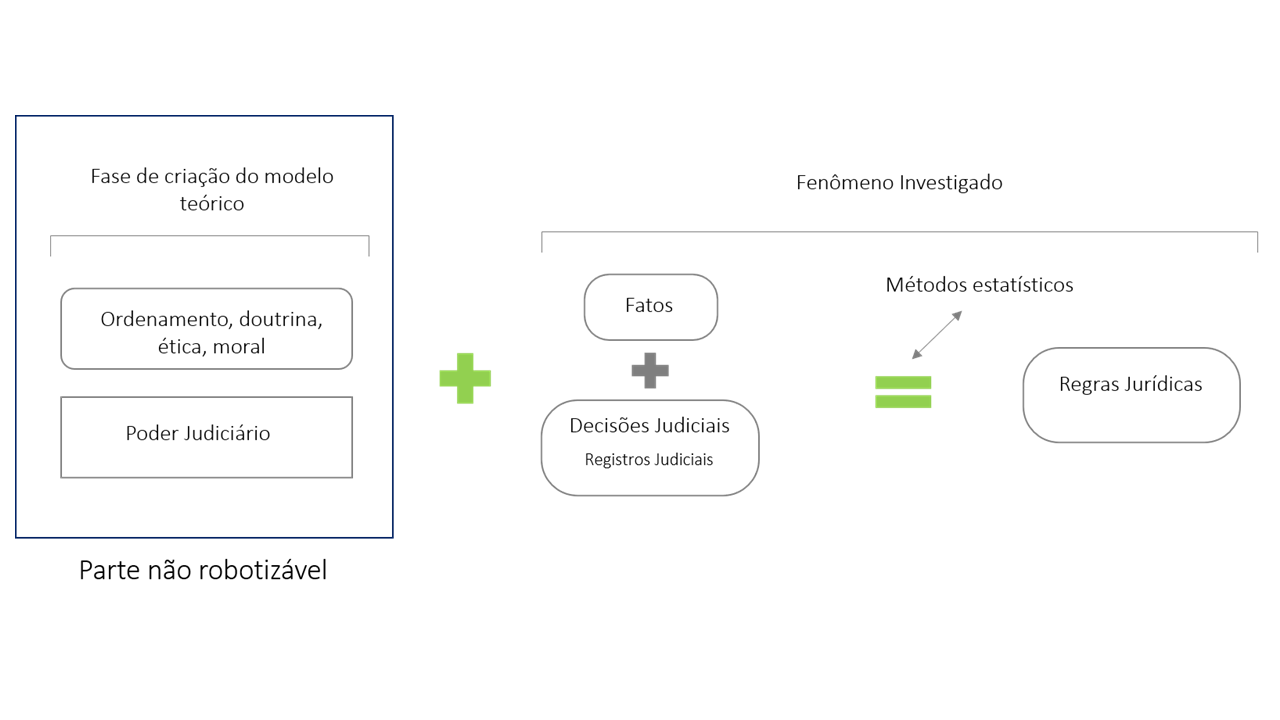 Fase de criação do modelo
teórico
Ordenamento, doutrina,
ética, moral
Poder Judiciário
Parte não robotizável
Fenômeno Investigado
Fatos
Decisões Judiciais
Registros Judiciais
Métodos estatísticos
Regras Jurídicas